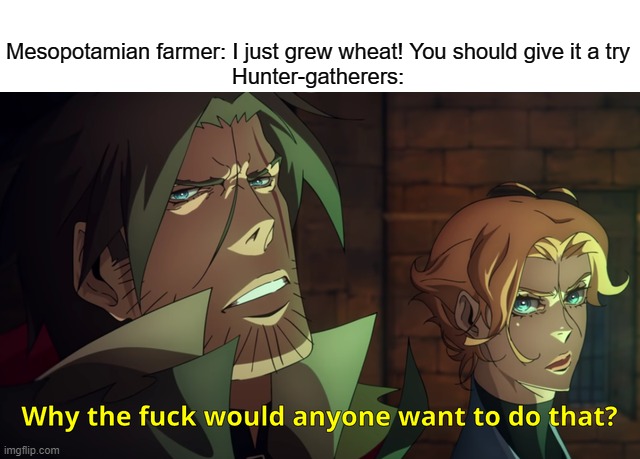 Mesopotamian farmer: I just grew wheat! You should give it a try
Hunter-gatherers:
Why the fuck would anyone want to do that?
imgflip.com